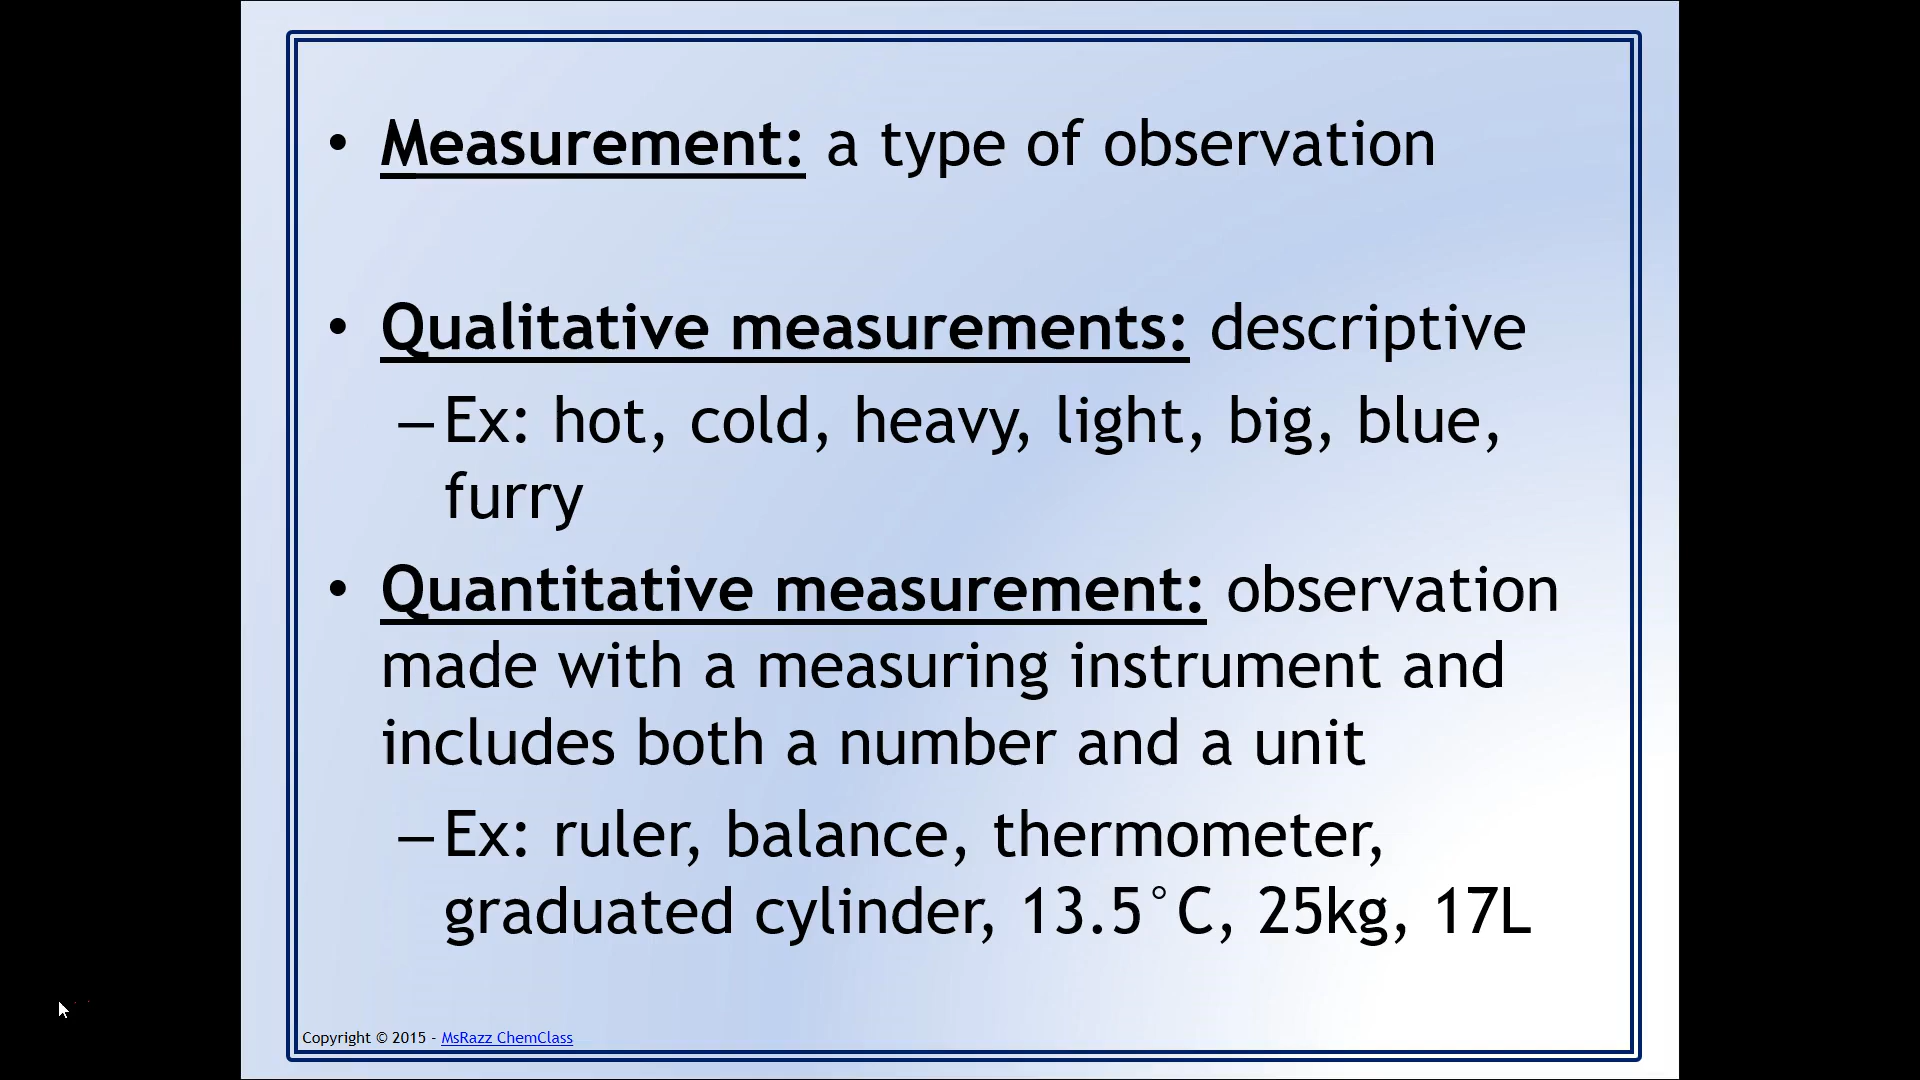 • Measurement: a type of observation
• Qualitative measurements: descriptive
– Ex: hot, cold, heavy, light, big, blue,
furry
• Quantitative measurement: observation
made with a measuring instrument and
includes both a number and a unit
– Ex: ruler, balance, thermometer,
graduated cylinder, 13.5°C, 25kg, 17L
Copyright © 2015 - MsRazz ChemClass